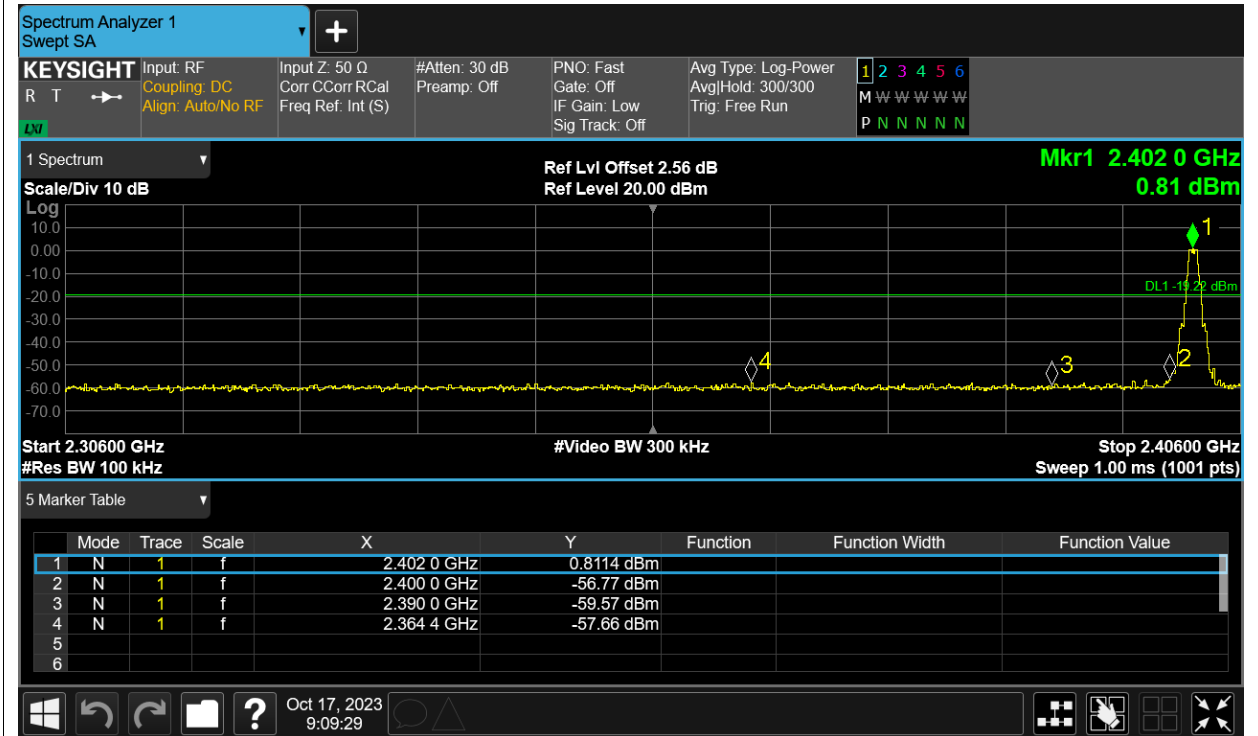 Spectrum Analyzer 1
Swept SA
KEYSIGHT
R T
LXI
Input: RF
Coupling: DC
Align: Auto/No RF
Input Z: 50 Ω
Corr CCorr RCal
Freq Ref: Int (S)
#Atten: 30 dB
Preamp: Off
PNO: Fast
Gate: Off
IF Gain: Low
Sig Track: Off
Avg Type: Log-Power
Avg|Hold: 300/300
Trig: Free Run
1 2 3 4 5 6
M W W W W W
P N N N N N
1 Spectrum
Scale/Div 10 dB
Ref Lvl Offset 2.56 dB
Ref Level 20.00 dBm
Mkr1 2.402 0 GHz
0.81 dBm
Log
10.0
0.00
-10.0
-20.0
-30.0
-40.0
-50.0
-60.0
-70.0
1
DL1 -19.22 dBm
4
3
2
Start 2.30600 GHz
#Video BW 300 kHz
Stop 2.40600 GHz
#Res BW 100 kHz
Sweep 1.00 ms (1001 pts)
5 Marker Table
Mode Trace Scale X Y Function Function Width Function Value
1 N 1 f 2.402 0 GHz 0.8114 dBm
2 N 1 f 2.400 0 GHz -56.77 dBm
3 N 1 f 2.390 0 GHz -59.57 dBm
4 N 1 f 2.364 4 GHz -57.66 dBm
5
6
?
Oct 17, 2023
9:09:29